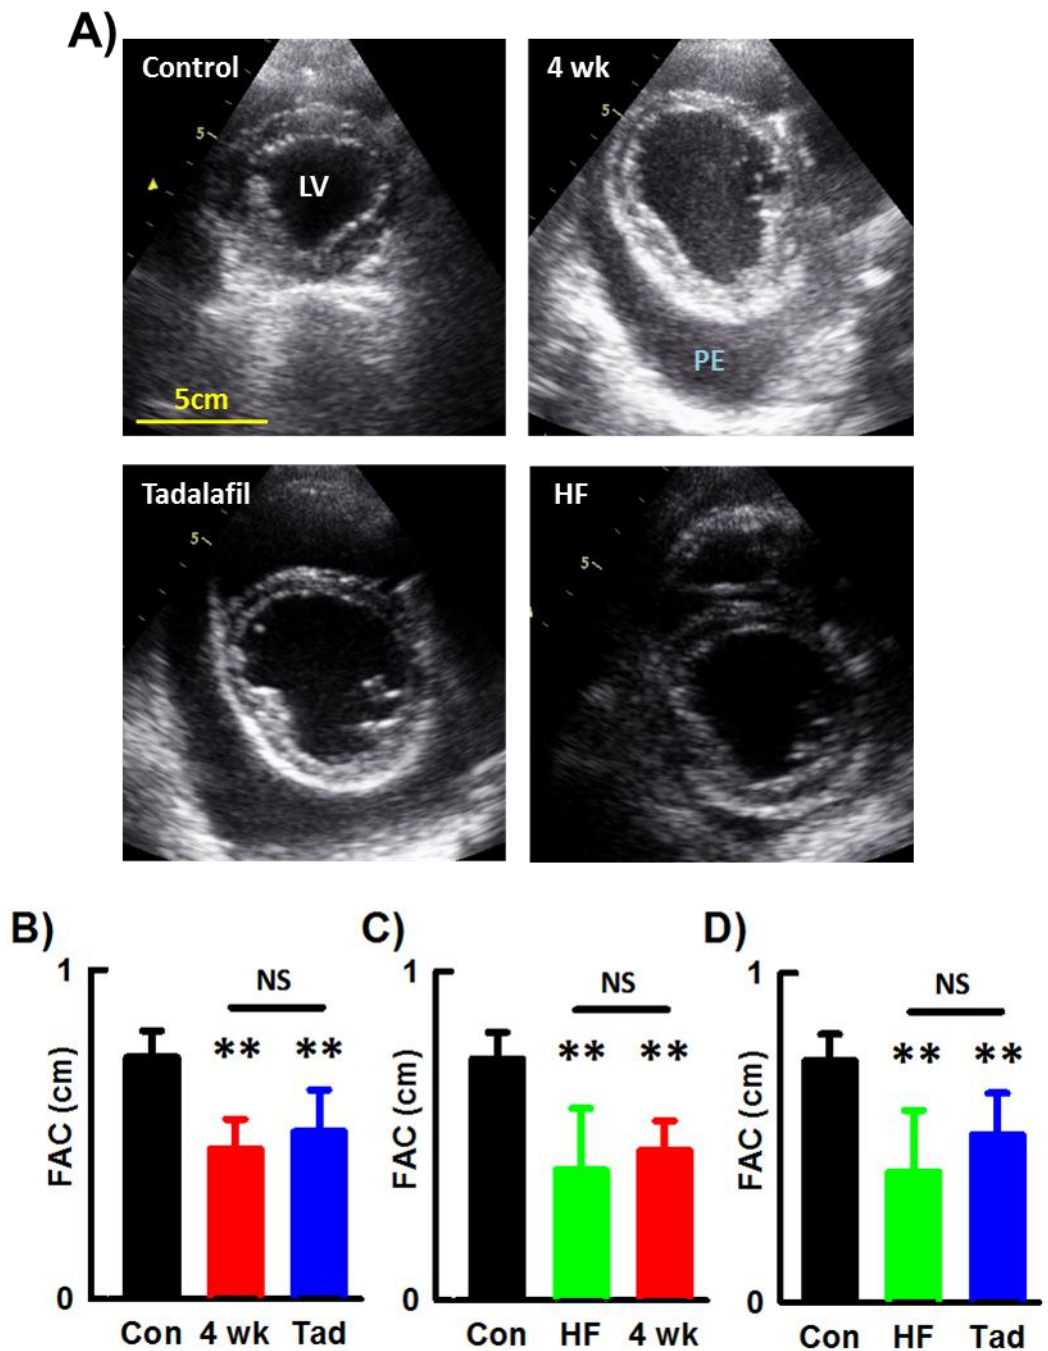 A)
Control
5
LV
5cm
4 wk
5
PE
Tadalafil
5
HF
5
B)
1
NS
** **
FAC (cm)
0
Con 4 wk Tad
C)
1
NS
** **
FAC (cm)
0
Con HF 4 wk
D)
1
NS
** **
FAC (cm)
0
Con HF Tad